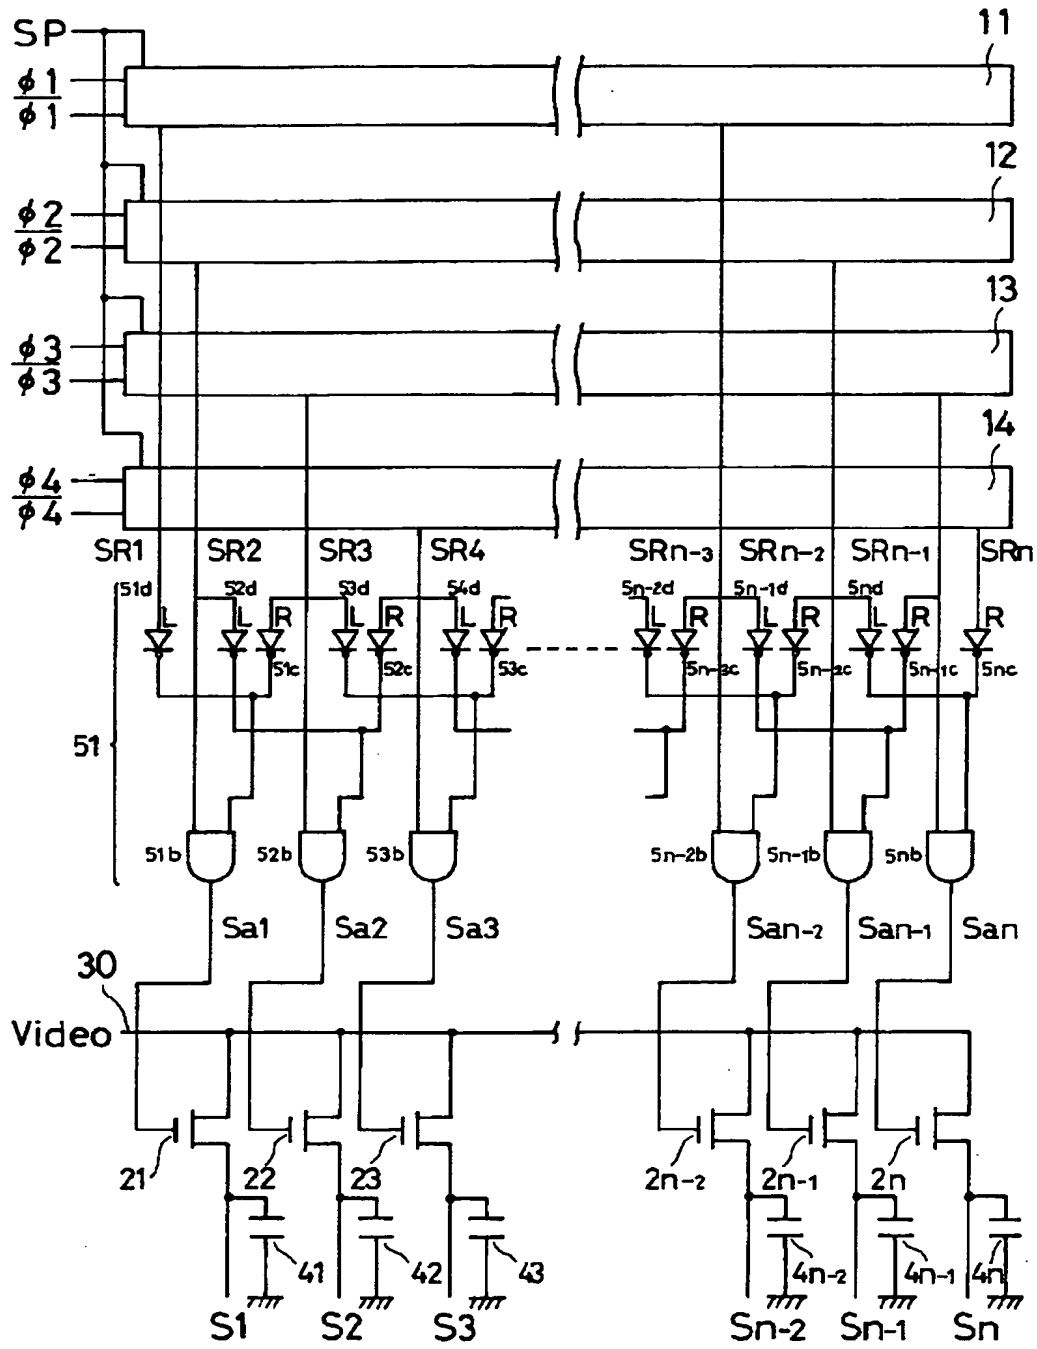 SP
11
ϕ1
ϕ1
12
ϕ2
ϕ2
13
ϕ3
ϕ3
14
ϕ4
ϕ4
SR1 SR2 SR3 SR4 SRn-3 SRn-2 SRn-1 SRn
51d 52d 53d 54d 5n-2d 5n-1d 5nd
L L R L R L R L R L R L R R
51c 52c 53c 5n-3c 5n-2c 5n-1c 5nc
51
51b 52b 53b 5n-2b 5n-1b 5nb
Sa1 Sa2 Sa3 San-2 San-1 San
30
Video
21 22 23 2n-2 2n-1 2n
41 42 43 4n-2 4n-1 4n
S1 S2 S3 Sn-2 Sn-1 Sn